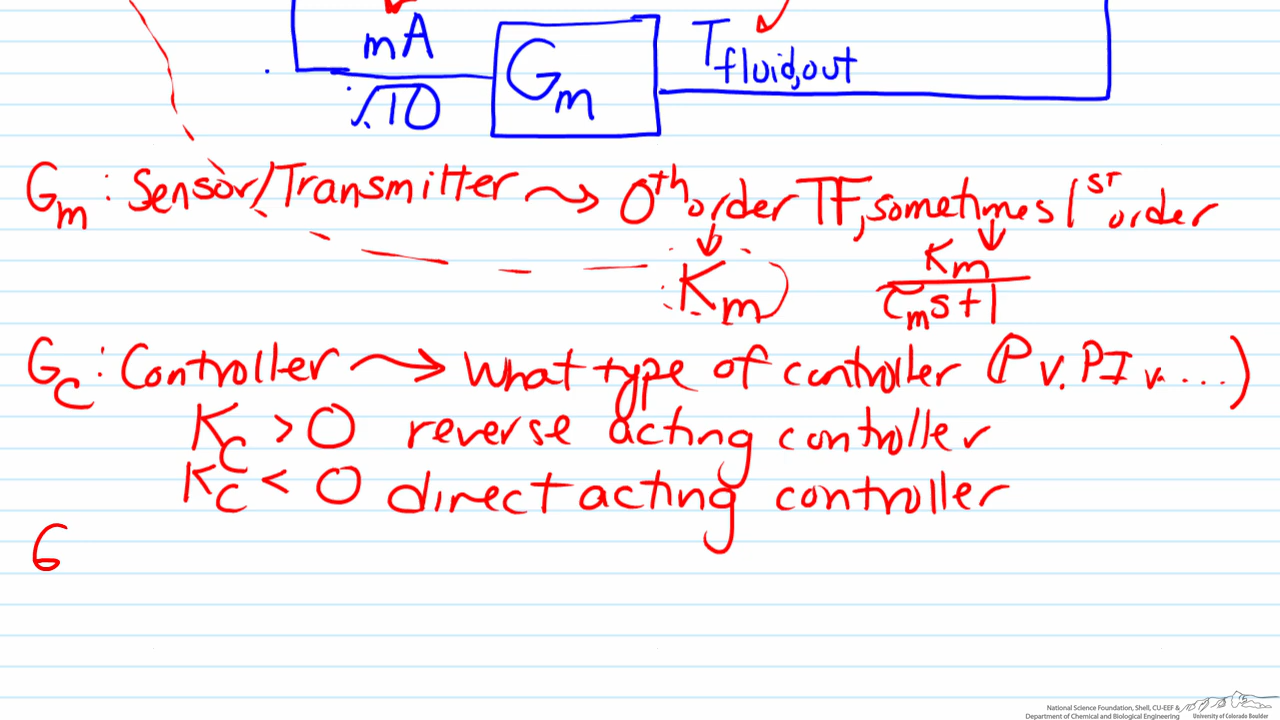 mA
%TO
Gm
Tfluid,out
Gm: Sensor/Transmitter → 0th order TF, sometimes 1st order
Km
Km
τms+1
Gc: Controller → What type of controller (P v. PI v. ...)
Kc > 0 reverse acting controller
Kc < 0 direct acting controller
G
National Science Foundation, Shell, CU-EEF &
Department of Chemical and Biological Engineering
University of Colorado Boulder